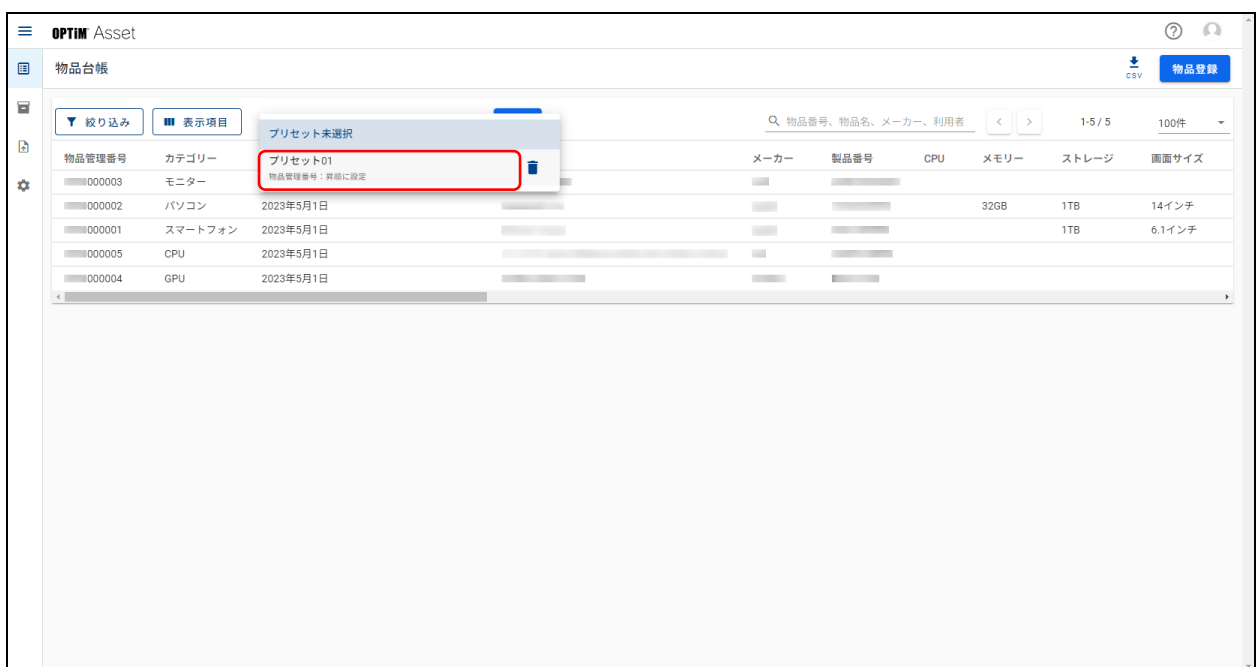 OPTiM Asset
物品台帳
CSV
物品登録
絞り込み
表示項目
プリセット未選択
プリセット01
物品管理番号：昇順に設定
物品番号、物品名、メーカー、利用者
< >
1-5 / 5
100件
物品管理番号 カテゴリー メーカー 製品番号 CPU メモリー ストレージ 画面サイズ
000003 モニター
000002 パソコン 2023年5月1日 32GB 1TB 14インチ
000001 スマートフォン 2023年5月1日 1TB 6.1インチ
000005 CPU 2023年5月1日
000004 GPU 2023年5月1日